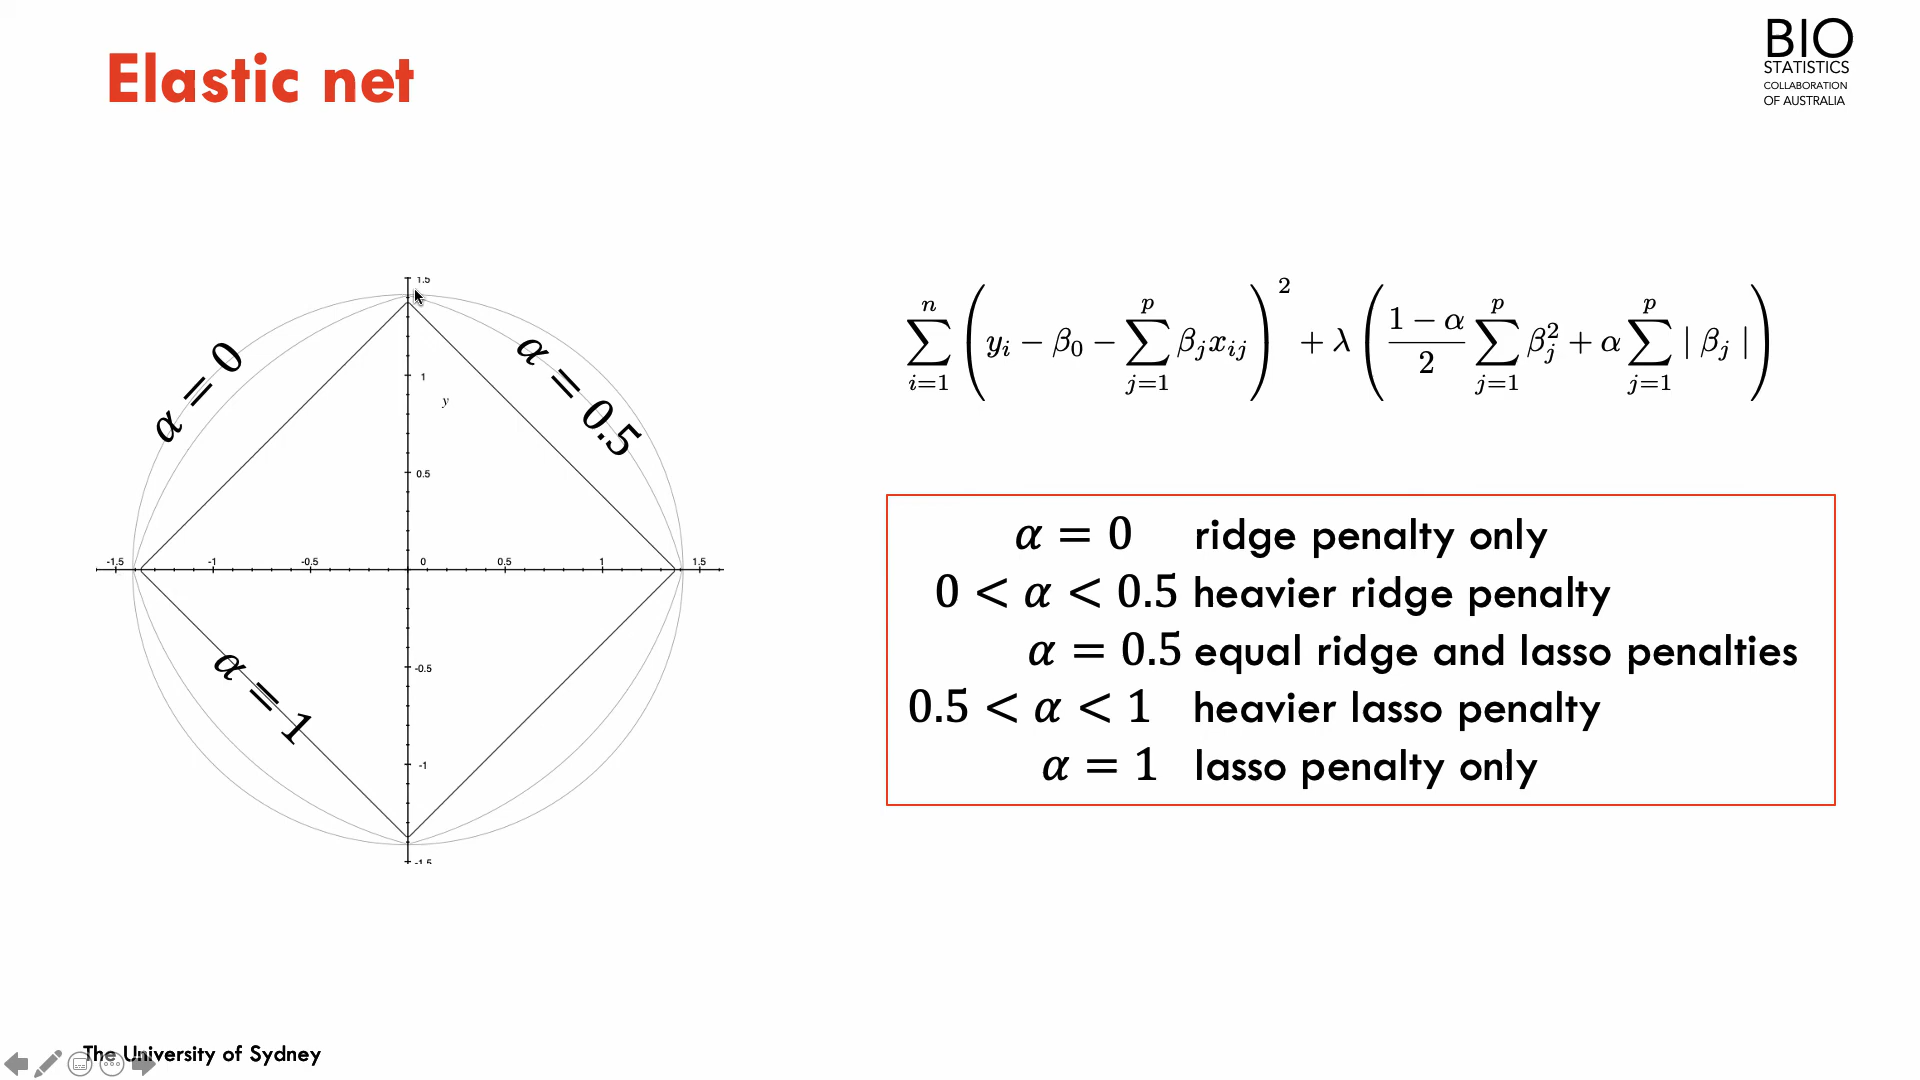 Elastic net
BIO
STATISTICS
COLLABORATION
OF AUSTRALIA
1.5
1
y
0.5
-1.5 -1 -0.5 0 0.5 1 1.5
-0.5
-1
-1.5
α = 0
α = 0.5
α = 1
∑_{i=1}^{n} (y_i − β_0 − ∑_{j=1}^{p} β_j x_{ij})^2 + λ ((1 − α)/2 ∑_{j=1}^{p} β_j^2 + α ∑_{j=1}^{p} | β_j |)
α = 0 ridge penalty only
0 < α < 0.5 heavier ridge penalty
α = 0.5 equal ridge and lasso penalties
0.5 < α < 1 heavier lasso penalty
α = 1 lasso penalty only
The University of Sydney